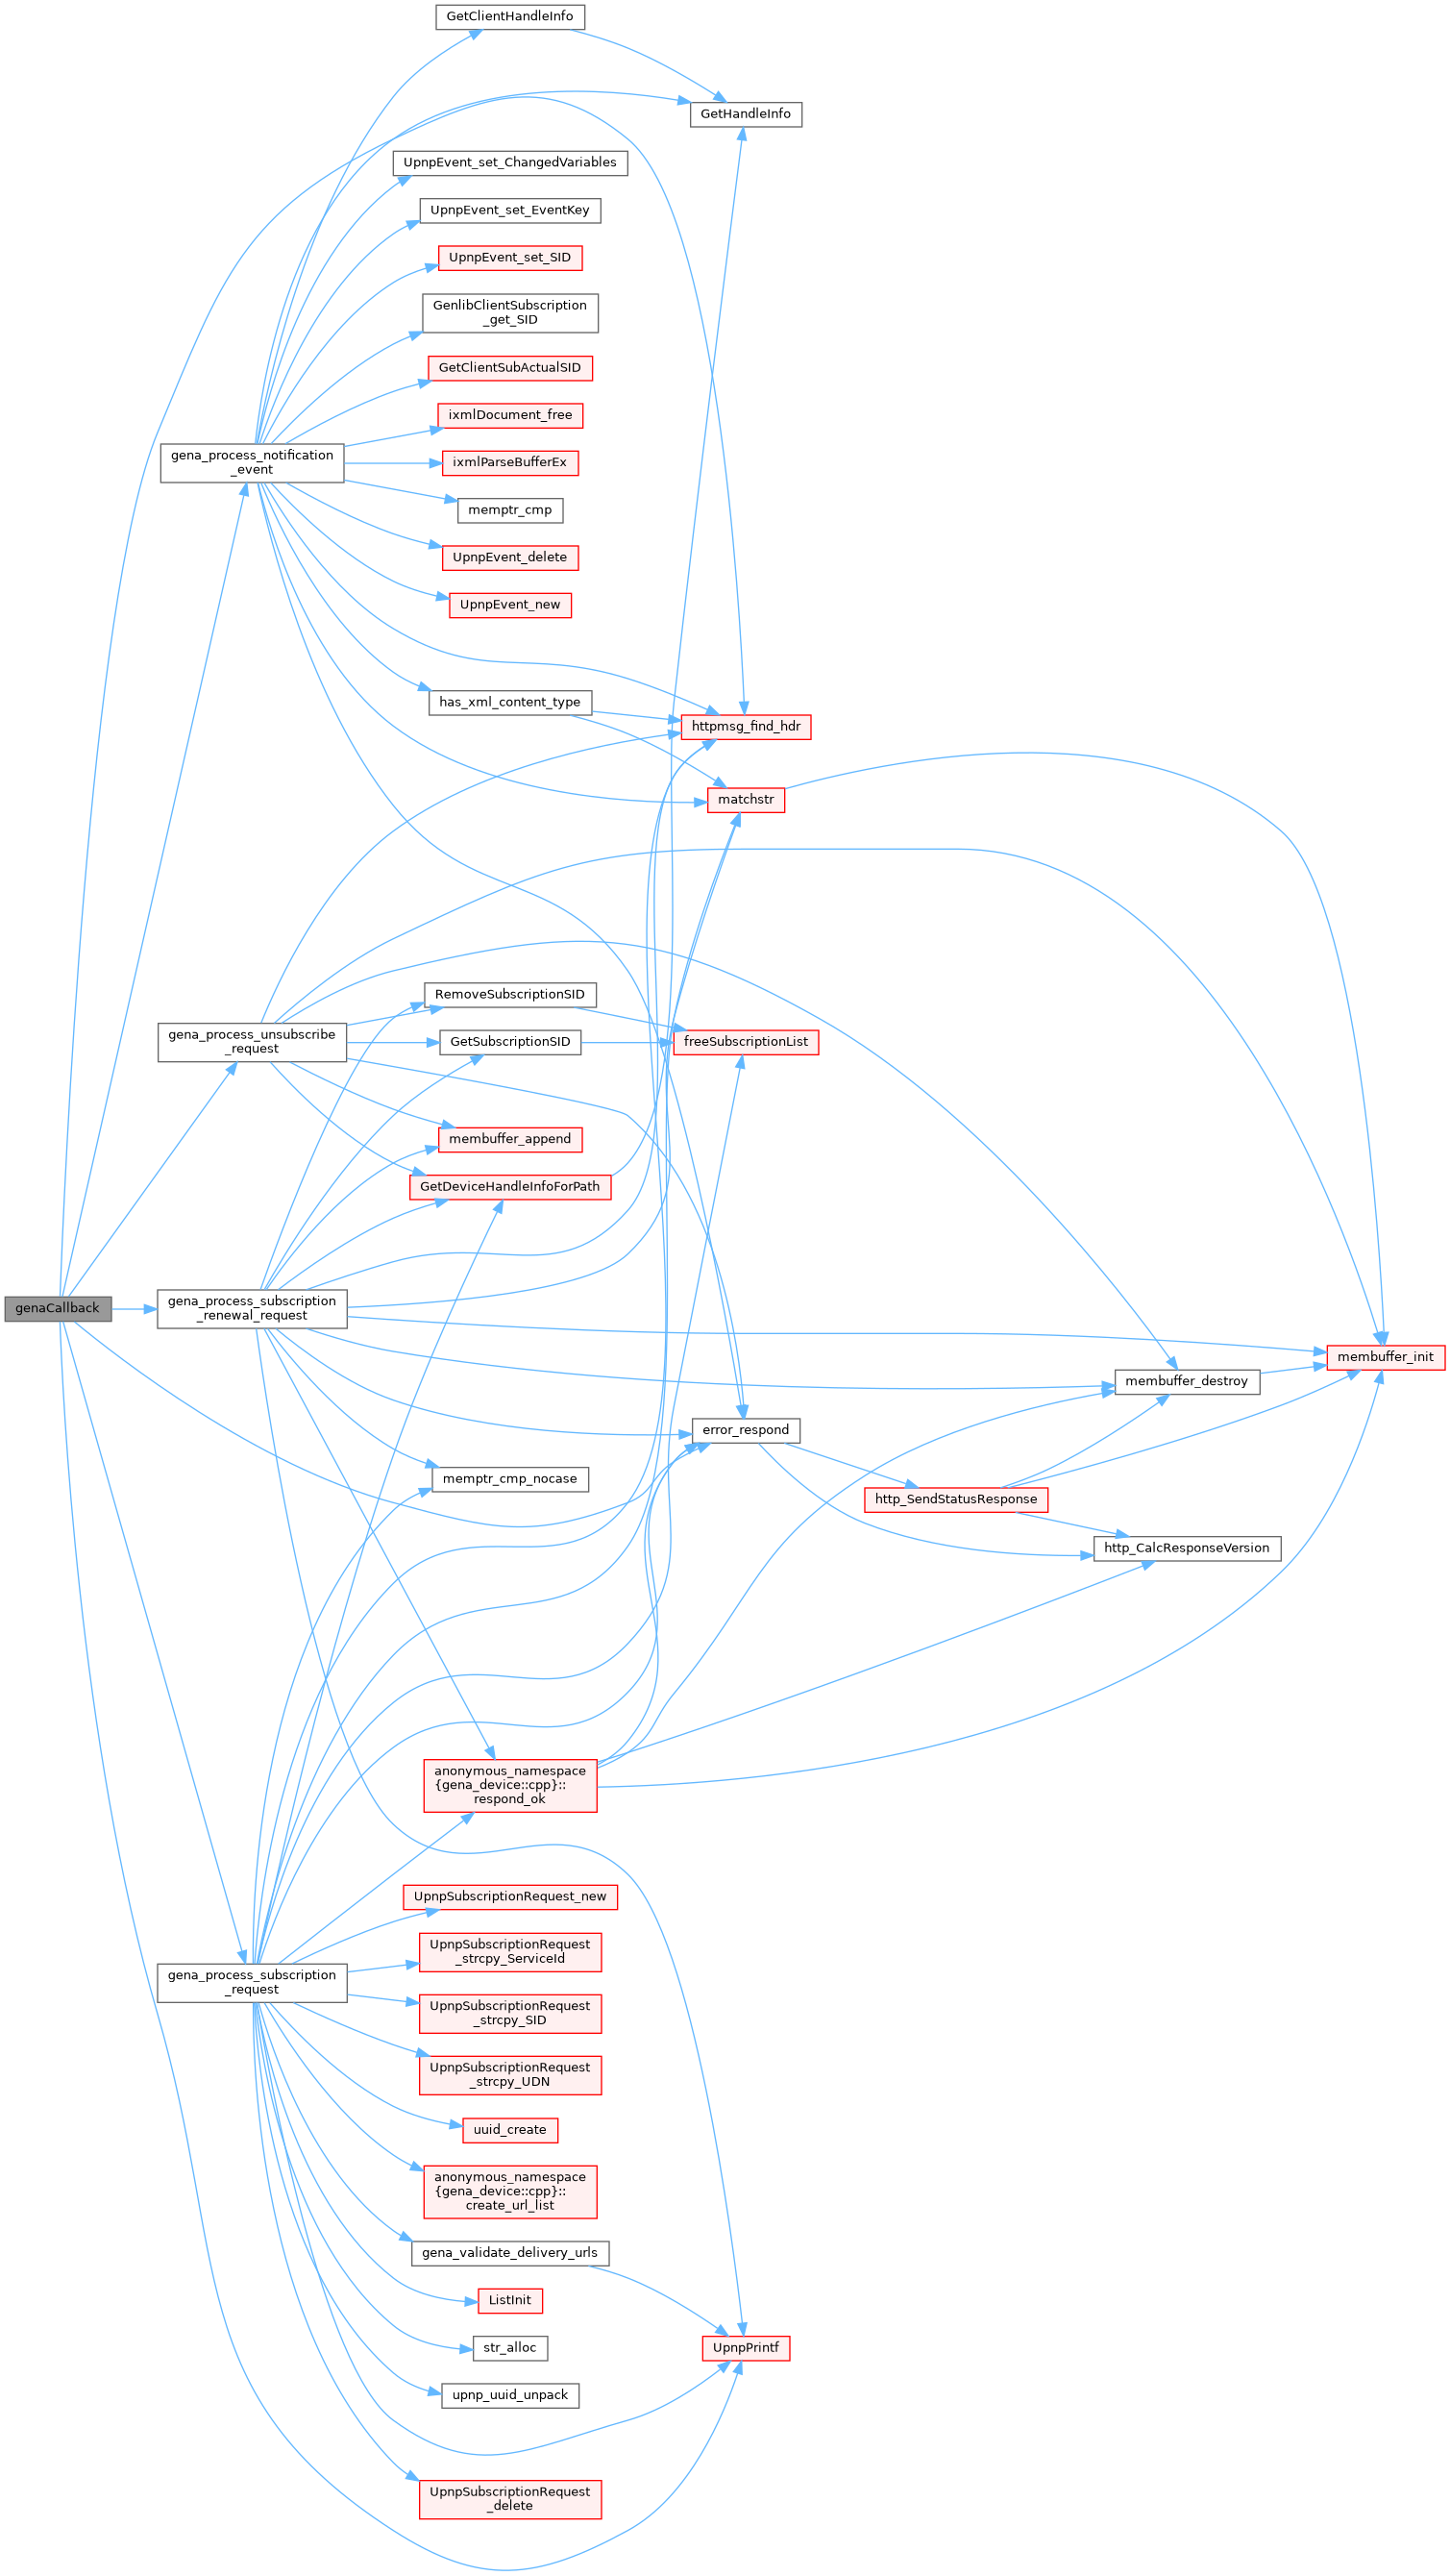 GetClientHandleInfo
GetHandleInfo
UpnpEvent_set_ChangedVariables
UpnpEvent_set_EventKey
UpnpEvent_set_SID
GenlibClientSubscription
_get_SID
GetClientSubActualSID
ixmlDocument_free
gena_process_notification
_event
ixmlParseBufferEx
memptr_cmp
UpnpEvent_delete
UpnpEvent_new
has_xml_content_type
httpmsg_find_hdr
matchstr
RemoveSubscriptionSID
gena_process_unsubscribe
_request
GetSubscriptionSID
freeSubscriptionList
membuffer_append
GetDeviceHandleInfoForPath
genaCallback
gena_process_subscription
_renewal_request
membuffer_init
membuffer_destroy
error_respond
memptr_cmp_nocase
http_SendStatusResponse
http_CalcResponseVersion
anonymous_namespace
{gena_device::cpp}::
respond_ok
UpnpSubscriptionRequest_new
UpnpSubscriptionRequest
_strcpy_ServiceId
gena_process_subscription
_request
UpnpSubscriptionRequest
_strcpy_SID
UpnpSubscriptionRequest
_strcpy_UDN
uuid_create
anonymous_namespace
{gena_device::cpp}::
create_url_list
gena_validate_delivery_urls
ListInit
str_alloc
UpnpPrintf
upnp_uuid_unpack
UpnpSubscriptionRequest
_delete